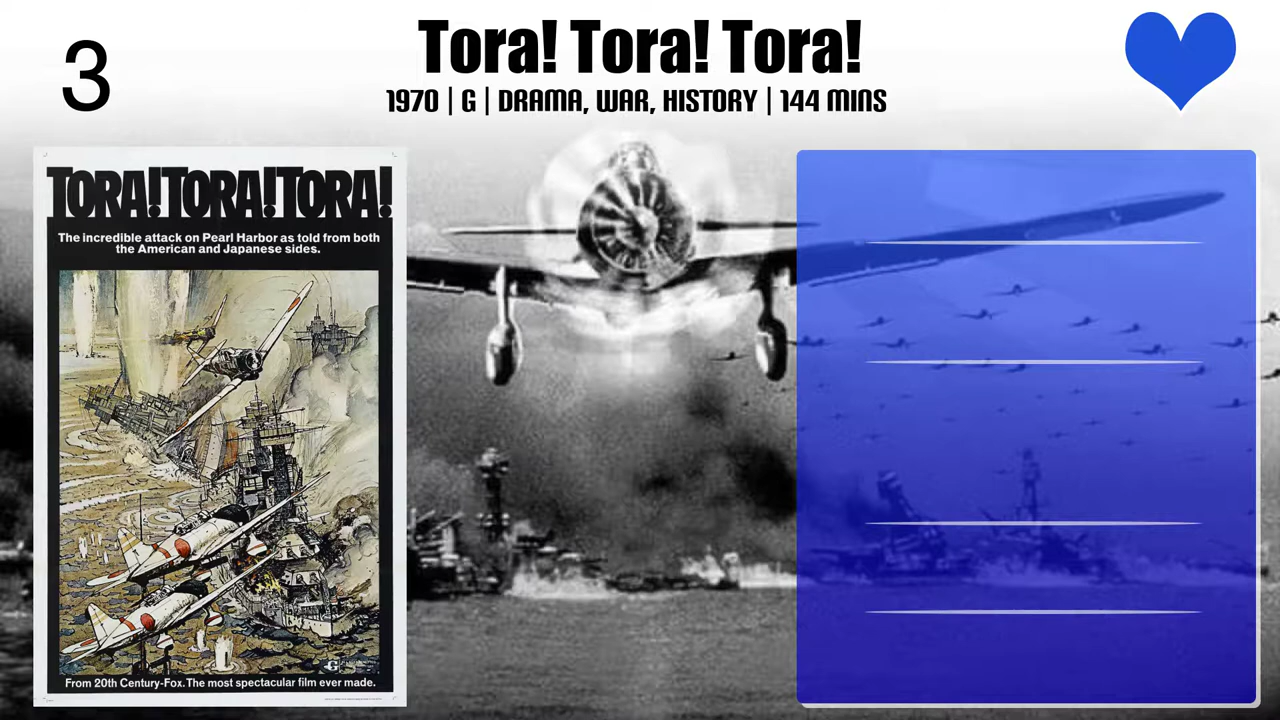 3
Tora! Tora! Tora!
1970 | G | DRAMA, WAR, HISTORY | 144 MINS
TORA! TORA! TORA!
The incredible attack on Pearl Harbor as told from both
the American and Japanese sides.
G
From 20th Century-Fox. The most spectacular film ever made.